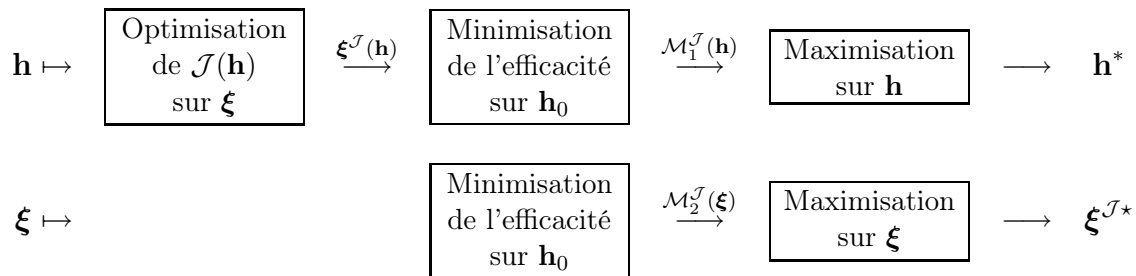 𝐡 ↦ Optimisation de 𝒥(𝐡) sur 𝛏 𝛏^𝒥(𝐡) ⟶ Minimisation de l'efficacité sur 𝐡₀ ℳ₁^𝒥(𝐡) ⟶ Maximisation sur 𝐡 ⟶ 𝐡*
𝛏 ↦ Minimisation de l'efficacité sur 𝐡₀ ℳ₂^𝒥(𝛏) ⟶ Maximisation sur 𝛏 ⟶ 𝛏^𝒥⋆